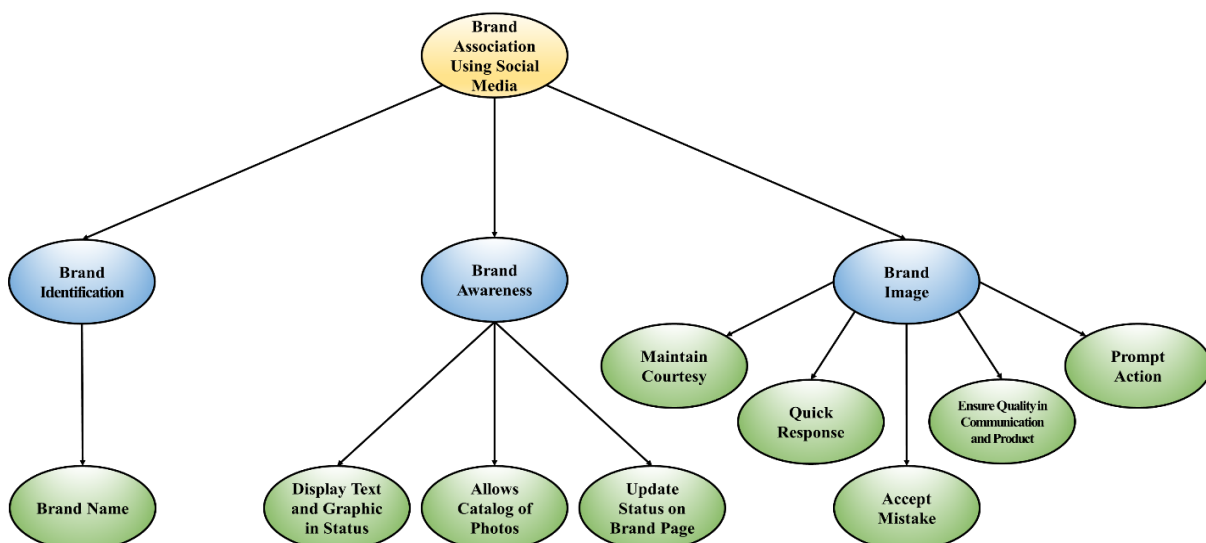 Brand
Association
Using Social
Media
Brand
Identification
Brand
Awareness
Brand
Image
Maintain
Courtesy
Quick
Response
Accept
Mistake
Ensure Quality in
Communication
and Product
Prompt
Action
Brand Name
Display Text
and Graphic
in Status
Allows
Catalog of
Photos
Update
Status on
Brand Page